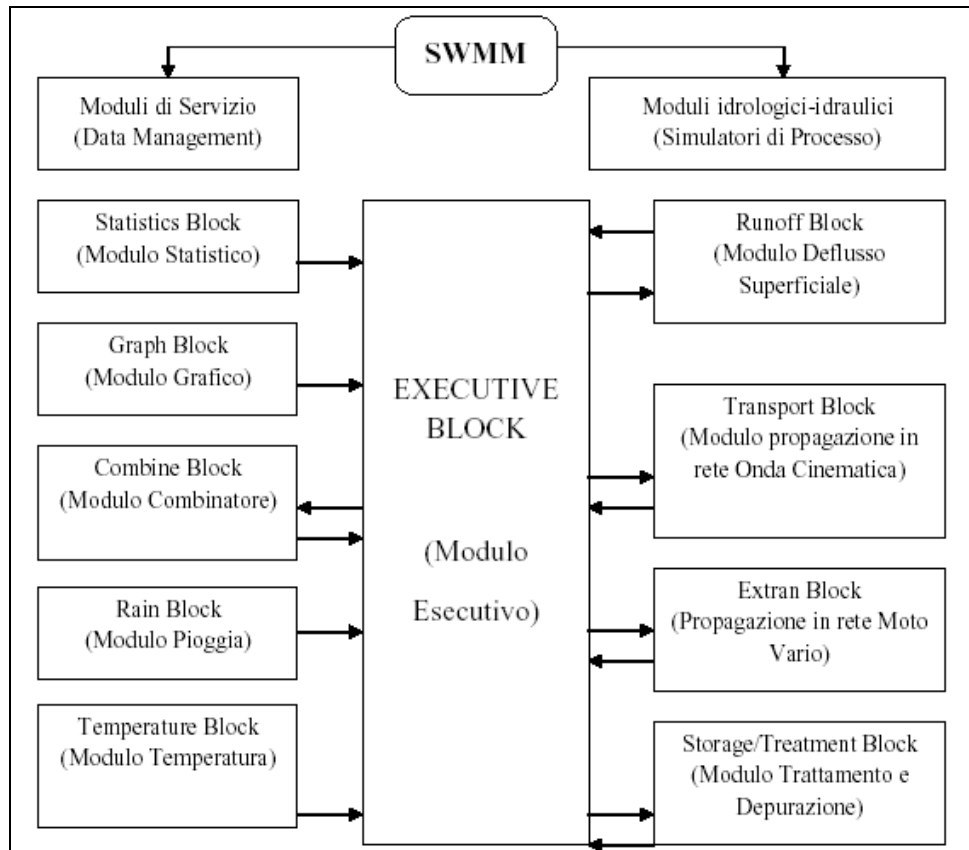 SWMM
Moduli di Servizio
(Data Management)
Moduli idrologici-idraulici
(Simulatori di Processo)
Statistics Block
(Modulo Statistico)
Graph Block
(Modulo Grafico)
Combine Block
(Modulo Combinatore)
Rain Block
(Modulo Pioggia)
Temperature Block
(Modulo Temperatura)
EXECUTIVE
BLOCK
(Modulo
Esecutivo)
Runoff Block
(Modulo Deflusso
Superficiale)
Transport Block
(Modulo propagazione in
rete Onda Cinematica)
Extran Block
(Propagazione in rete Moto
Vario)
Storage/Treatment Block
(Modulo Trattamento e
Depurazione)